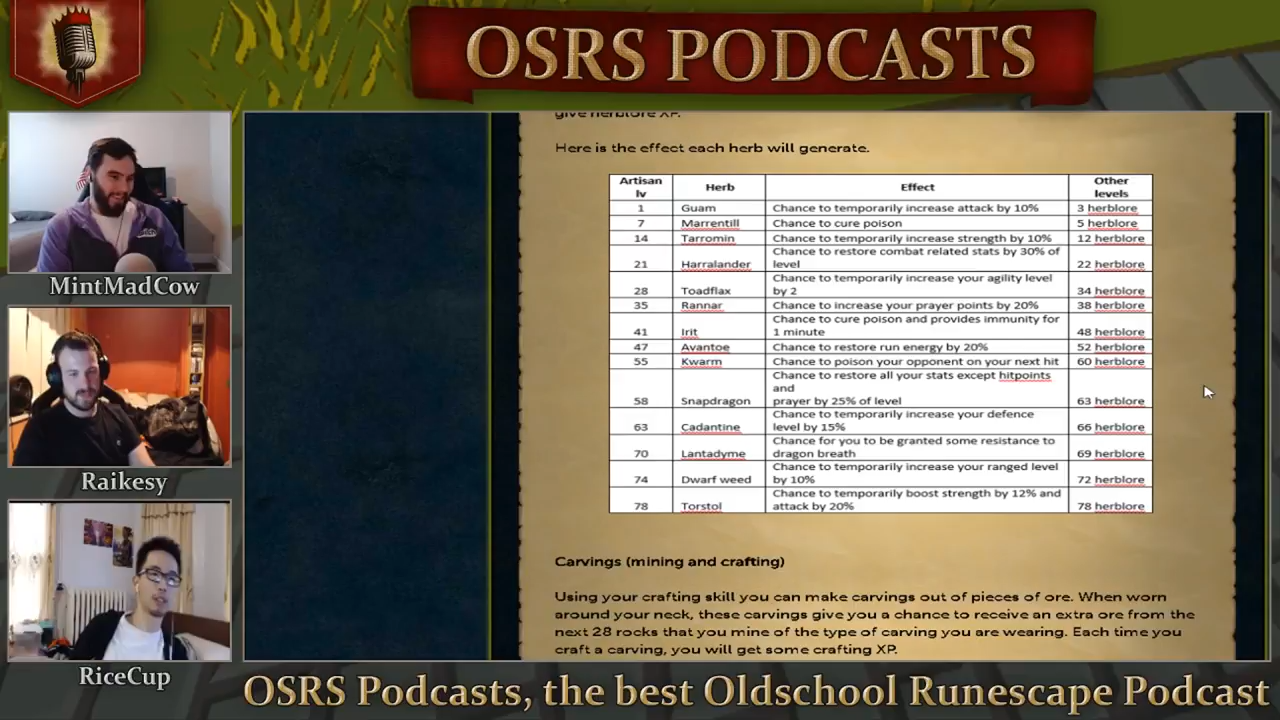 OSRS PODCASTS
give herblore XP.
Here is the effect each herb will generate.
Artisan lv Herb Effect Other levels
1 Guam Chance to temporarily increase attack by 10% 3 herblore
7 Marrentill Chance to cure poison 5 herblore
14 Tarromin Chance to temporarily increase strength by 10% 12 herblore
21 Harralander Chance to restore combat related stats by 30% of level 22 herblore
28 Toadflax Chance to temporarily increase your agility level by 2 34 herblore
35 Rannar Chance to increase your prayer points by 20% 38 herblore
41 Irit Chance to cure poison and provides immunity for 1 minute 48 herblore
47 Avantoe Chance to restore run energy by 20% 52 herblore
55 Kwarm Chance to poison your opponent on your next hit 60 herblore
58 Snapdragon Chance to restore all your stats except hitpoints and prayer by 25% of level 63 herblore
63 Cadantine Chance to temporarily increase your defence level by 15% 66 herblore
70 Lantadyme Chance for you to be granted some resistance to dragon breath 69 herblore
74 Dwarf weed Chance to temporarily increase your ranged level by 10% 72 herblore
78 Torstol Chance to temporarily boost strength by 12% and attack by 20% 78 herblore
Carvings (mining and crafting)
Using your crafting skill you can make carvings out of pieces of ore. When worn
around your neck, these carvings give you a chance to receive an extra ore from the
next 28 rocks that you mine of the type of carving you are wearing. Each time you
craft a carving, you will get some crafting XP.
MintMadCow
Raikesy
RiceCup
OSRS Podcasts, the best Oldschool Runescape Podcast